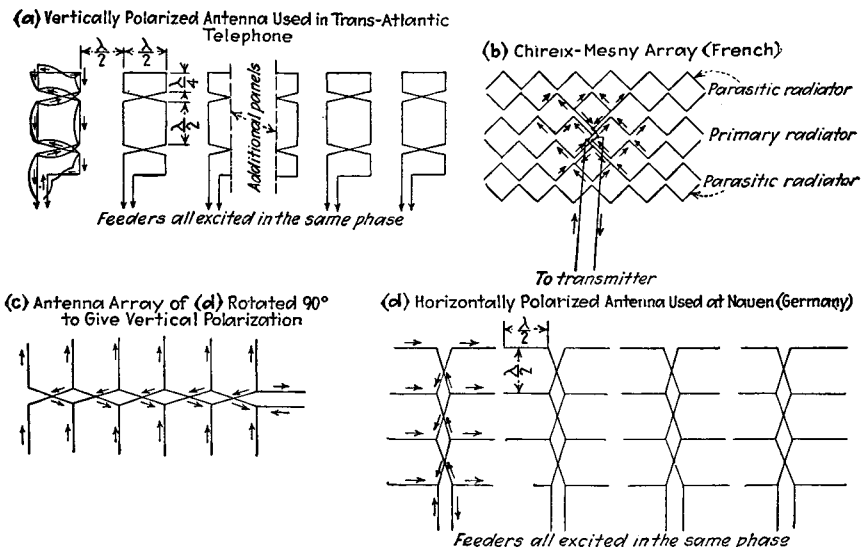 (a) Vertically Polarized Antenna Used in Trans-Atlantic
Telephone
λ/2
λ/2
λ/4
λ/2
Additional panels
Feeders all excited in the same phase
(b) Chireix-Mesny Array (French)
Parasitic radiator
Primary radiator
Parasitic radiator
To transmitter
(c) Antenna Array of (d) Rotated 90°
to Give Vertical Polarization
(d) Horizontally Polarized Antenna Used at Nauen (Germany)
λ/2
λ/2
Feeders all excited in the same phase